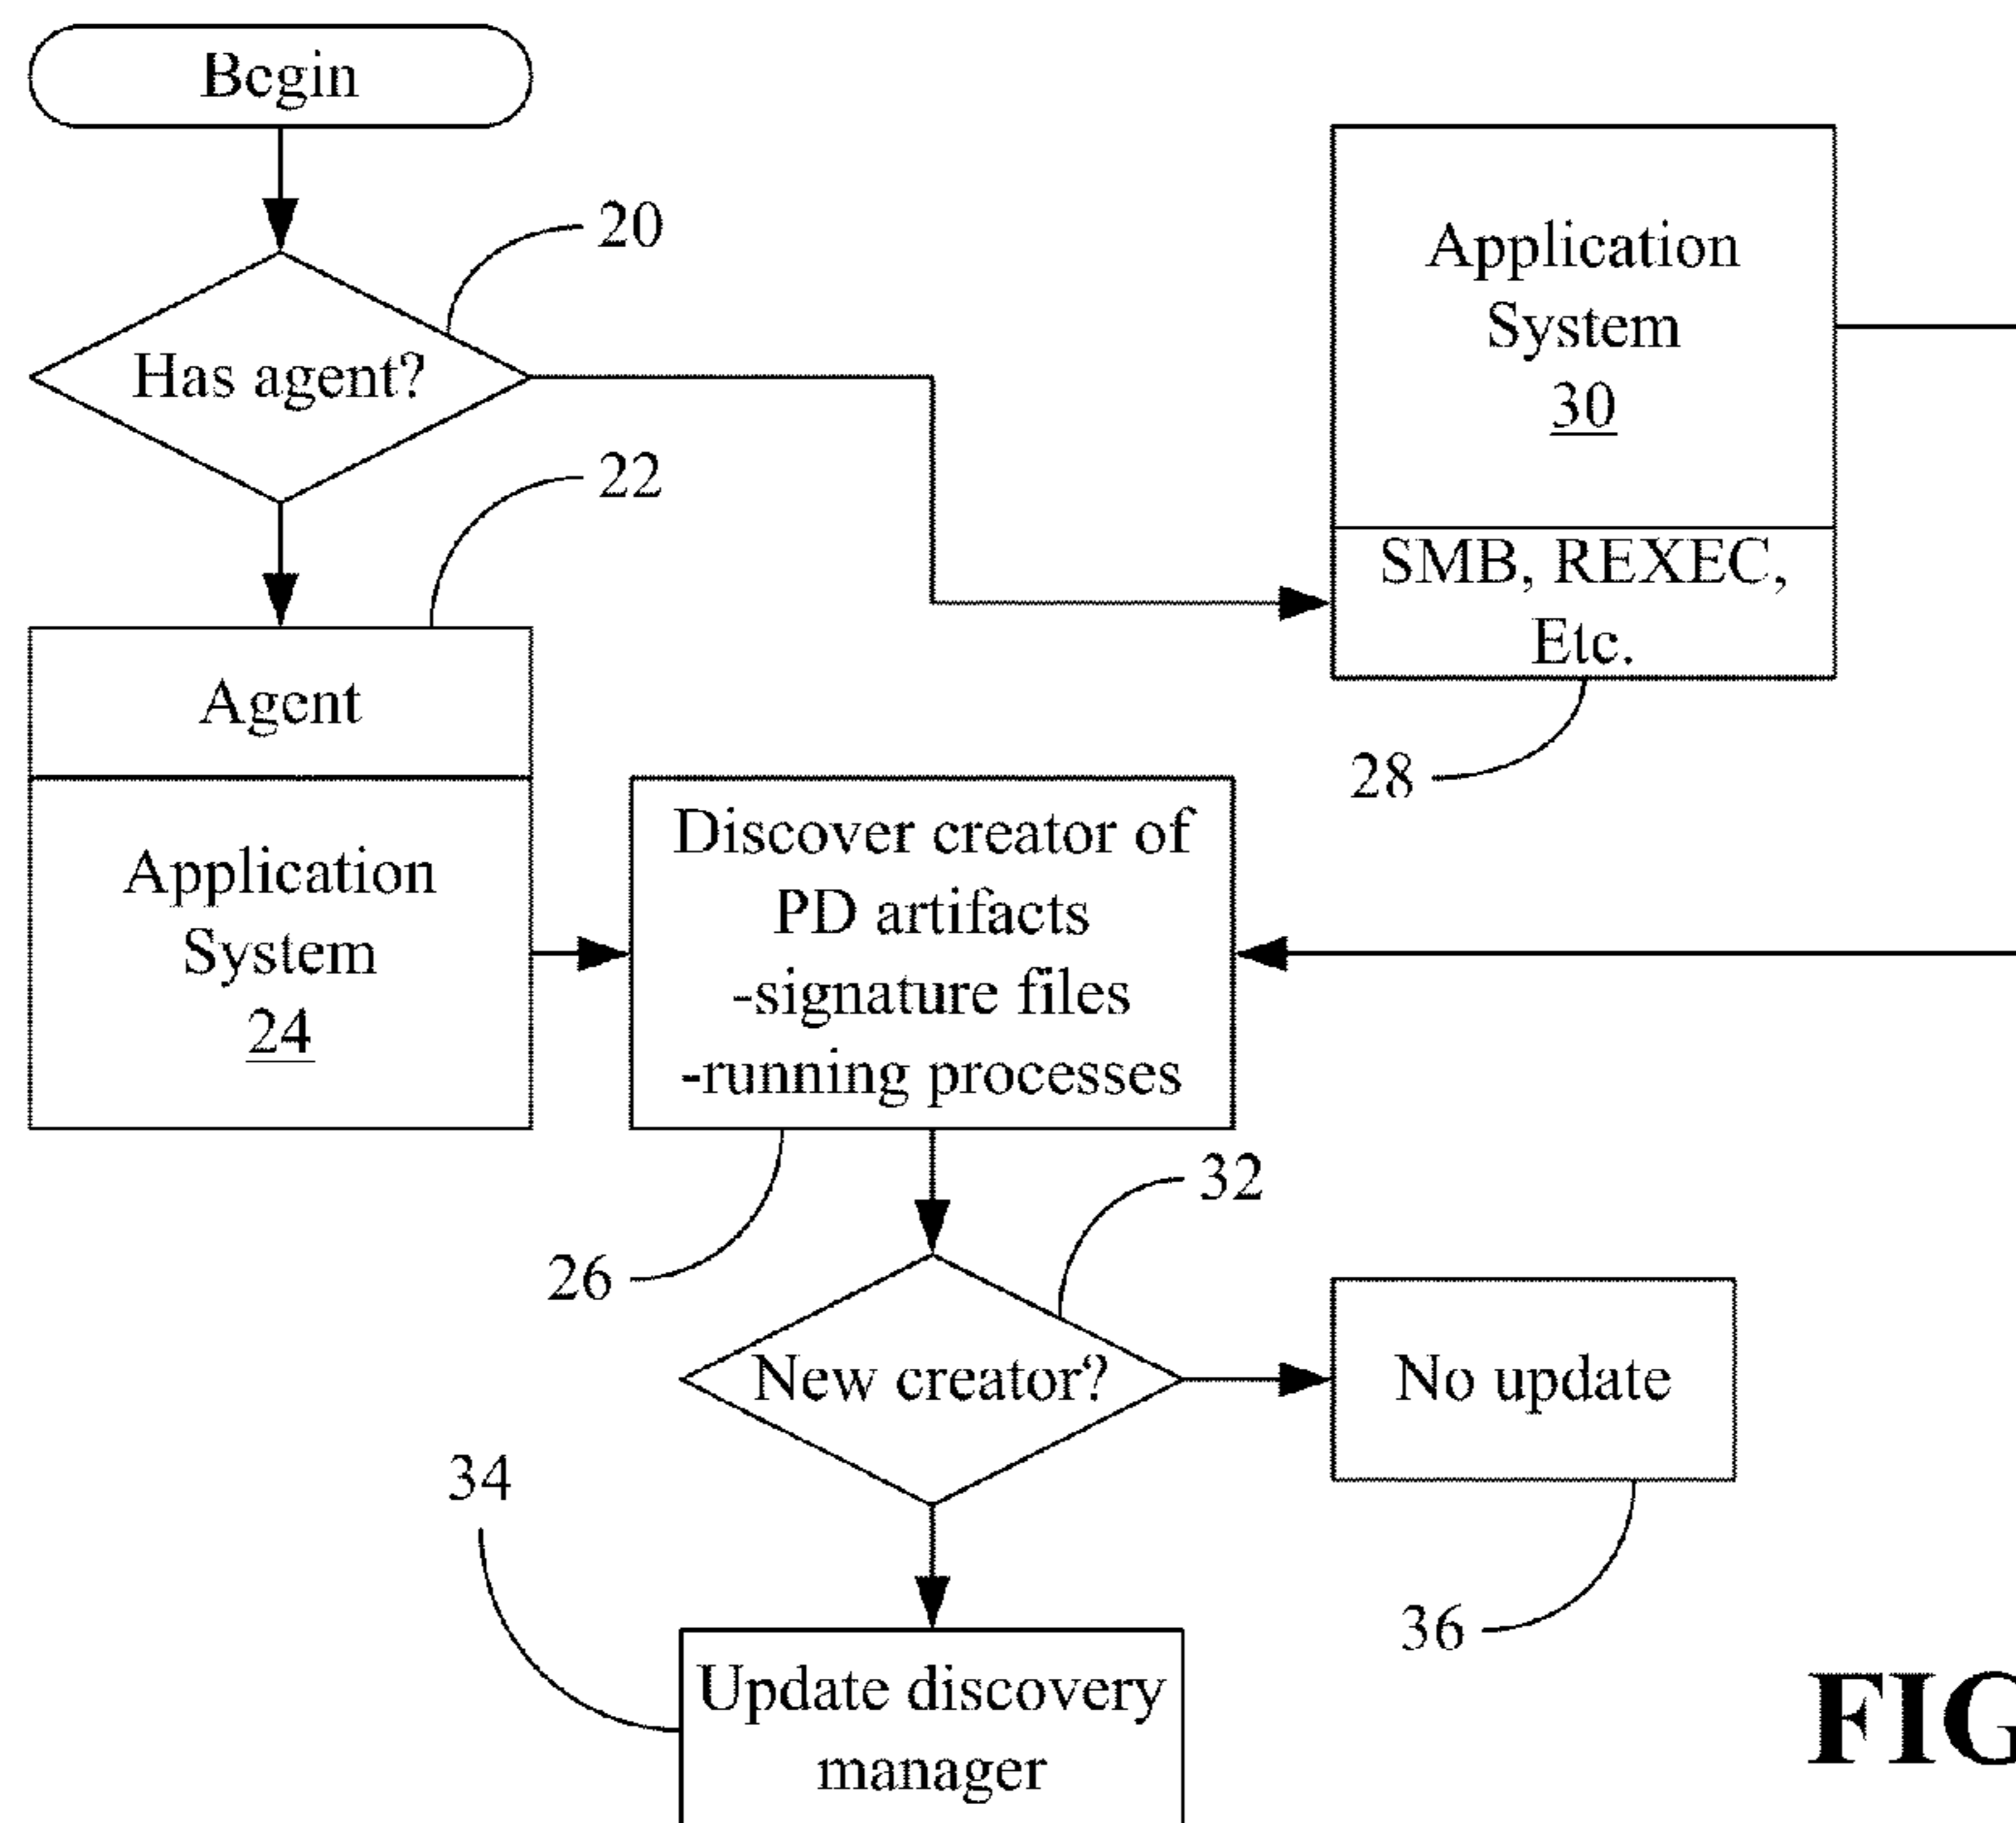 Begin
20
Has agent?
22
Agent
Application
System
24
Application
System
30
SMB, REXEC,
Etc.
28
Discover creator of
PD artifacts
-signature files
-running processes
26
32
New creator?
No update
36
34
Update discovery
manager
FIG